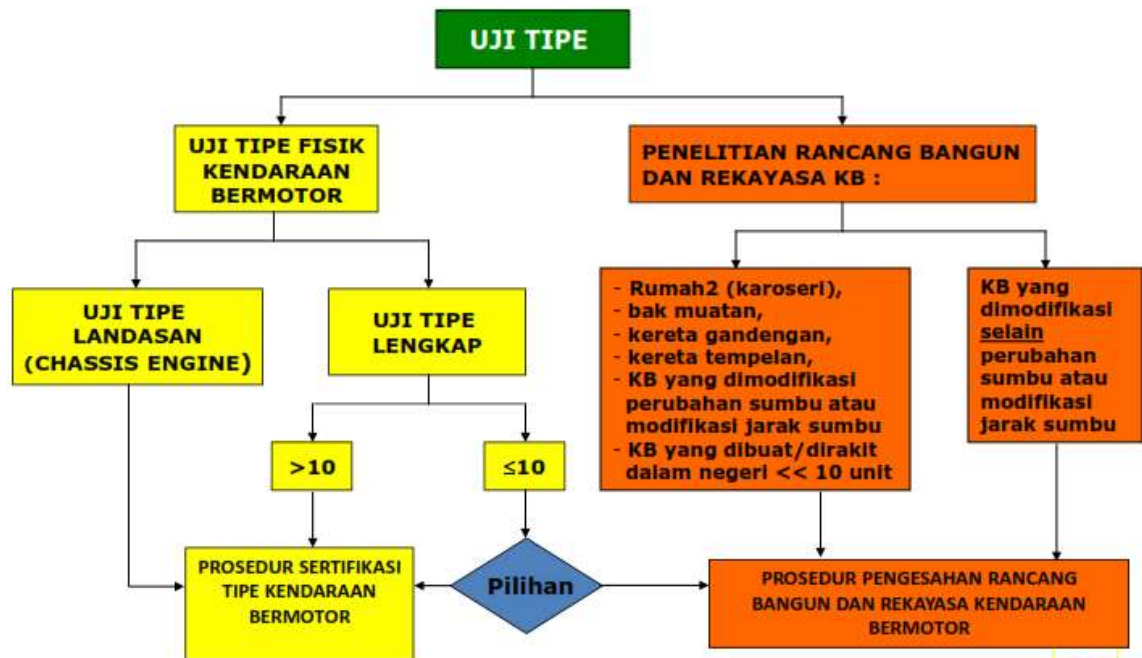 UJI TIPE
UJI TIPE FISIK
KENDARAAN
BERMOTOR
PENELITIAN RANCANG BANGUN
DAN REKAYASA KB :
UJI TIPE
LANDASAN
(CHASSIS ENGINE)
UJI TIPE
LENGKAP
- Rumah2 (karoseri),
- bak muatan,
- kereta gandengan,
- kereta tempelan,
- KB yang dimodifikasi
perubahan sumbu atau
modifikasi jarak sumbu
- KB yang dibuat/dirakit
dalam negeri << 10 unit
KB yang
dimodifikasi
selain
perubahan
sumbu atau
modifikasi
jarak sumbu
>10
≤10
PROSEDUR SERTIFIKASI
TIPE KENDARAAN
BERMOTOR
Pilihan
PROSEDUR PENGESAHAN RANCANG
BANGUN DAN REKAYASA KENDARAAN
BERMOTOR